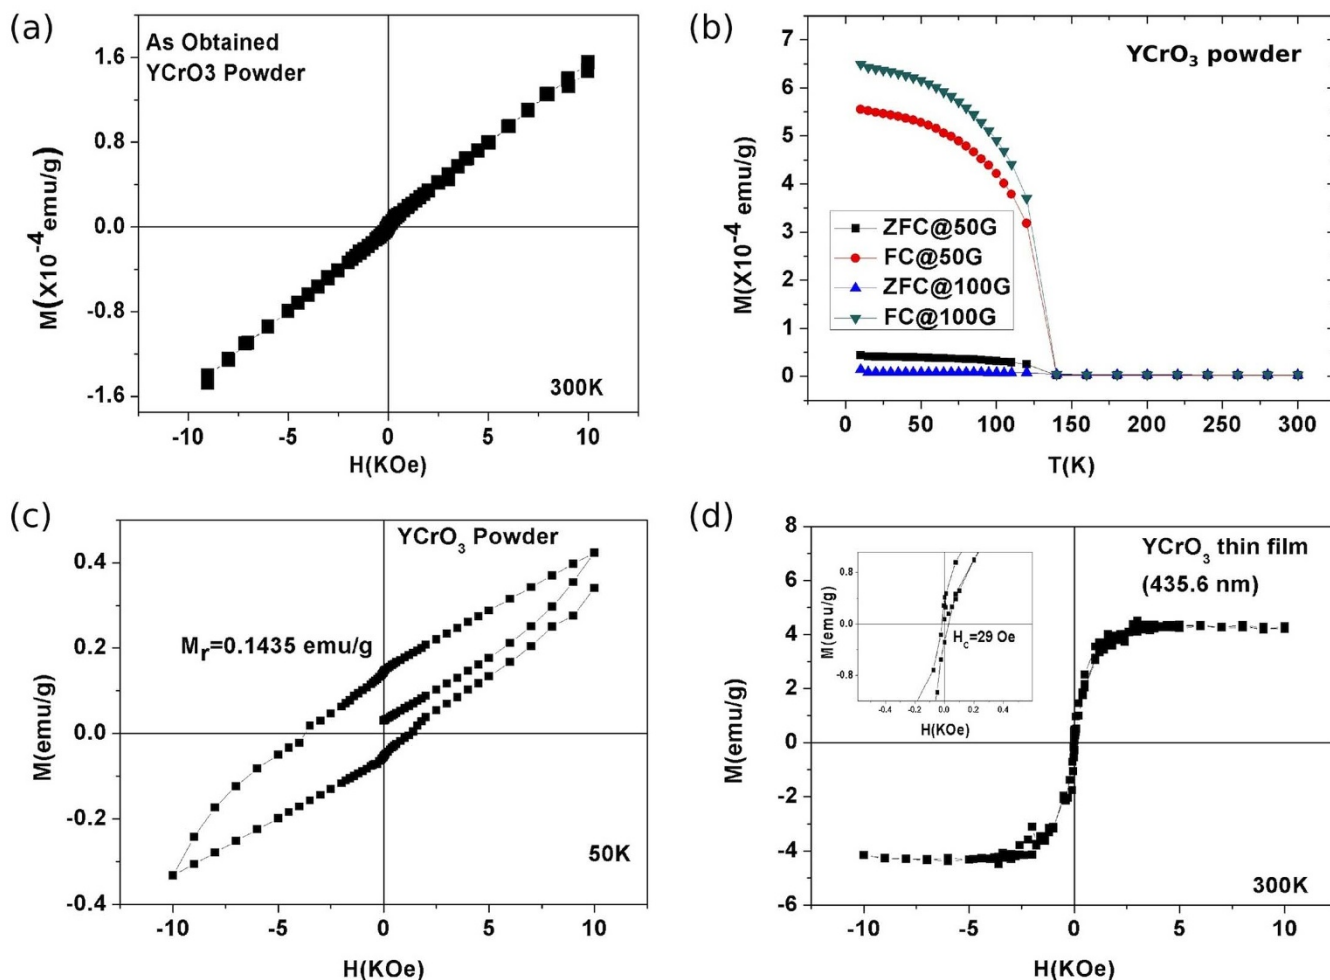 (a)
As Obtained
YCrO3 Powder
1.6
0.8
0.0
-0.8
-1.6
M(X10⁻⁴ emu/g)
-10
-5
0
5
10
H(KOe)
300K
(b)
YCrO₃ powder
7
6
5
4
3
2
1
0
M(X10⁻⁴ emu/g)
ZFC@50G
FC@50G
ZFC@100G
FC@100G
0
50
100
150
200
250
300
T(K)
(c)
YCrO₃ Powder
0.4
0.2
0.0
-0.2
-0.4
M(emu/g)
Mᵣ=0.1435 emu/g
50K
-10
-5
0
5
10
H(KOe)
(d)
YCrO₃ thin film
(435.6 nm)
8
6
4
2
0
-2
-4
-6
M(emu/g)
0.8
0.0
-0.8
M(emu/g)
H_c=29 Oe
-0.4
-0.2
0.0
0.2
0.4
H(KOe)
300K
-10
-5
0
5
10
H(KOe)